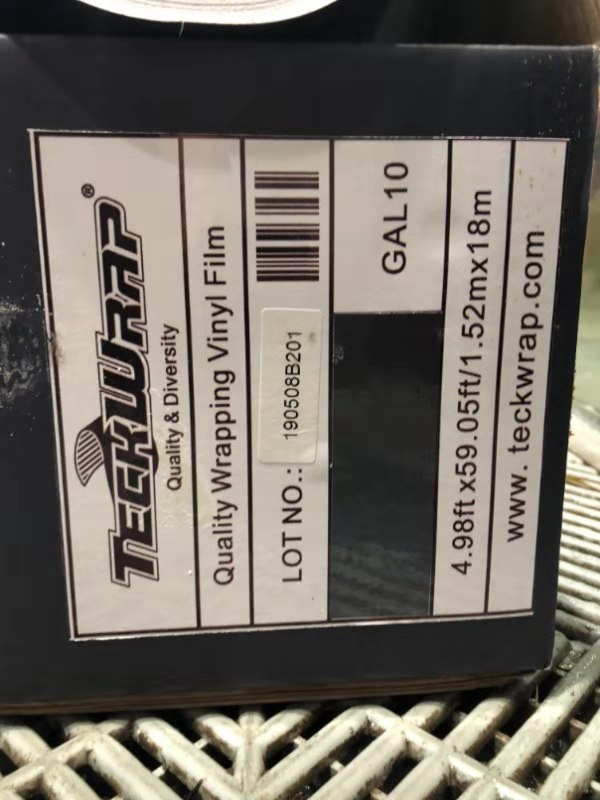 TECKWRAP®
Quality & Diversity
Quality Wrapping Vinyl Film
LOT NO.: 190508B201
GAL10
4.98ft x59.05ft/1.52mx18m
www. teckwrap.com